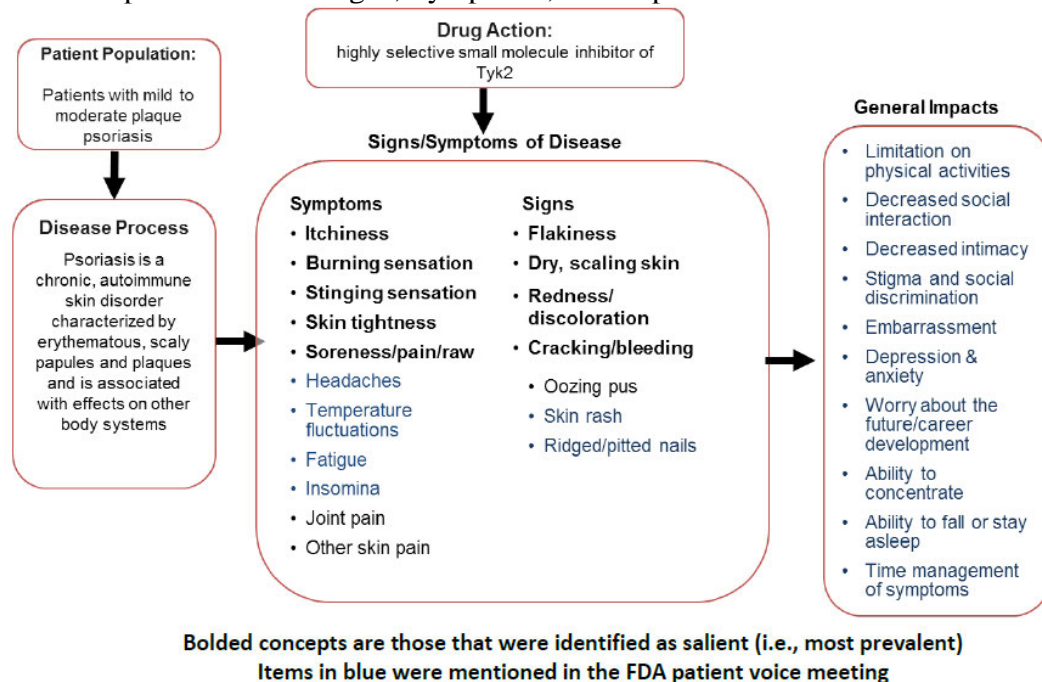 Patient Population:
Patients with mild to
moderate plaque
psoriasis
Drug Action:
highly selective small molecule inhibitor of
Tyk2
Disease Process
Psoriasis is a
chronic, autoimmune
skin disorder
characterized by
erythematous, scaly
papules and plaques
and is associated
with effects on other
body systems
Signs/Symptoms of Disease
Symptoms
• Itchiness
• Burning sensation
• Stinging sensation
• Skin tightness
• Soreness/pain/raw
• Headaches
• Temperature
fluctuations
• Fatigue
• Insomina
• Joint pain
• Other skin pain
Signs
• Flakiness
• Dry, scaling skin
• Redness/
discoloration
• Cracking/bleeding
• Oozing pus
• Skin rash
• Ridged/pitted nails
General Impacts
• Limitation on
physical activities
• Decreased social
interaction
• Decreased intimacy
• Stigma and social
discrimination
• Embarrassment
• Depression &
anxiety
• Worry about the
future/career
development
• Ability to
concentrate
• Ability to fall or stay
asleep
• Time management
of symptoms
Bolded concepts are those that were identified as salient (i.e., most prevalent)
Items in blue were mentioned in the FDA patient voice meeting